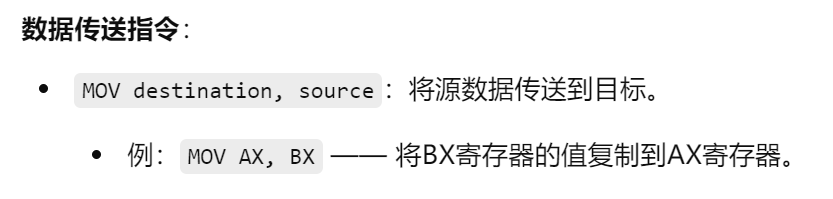 数据传送指令：
• MOV destination, source：将源数据传送到目标。
• 例：MOV AX, BX —— 将BX寄存器的值复制到AX寄存器。